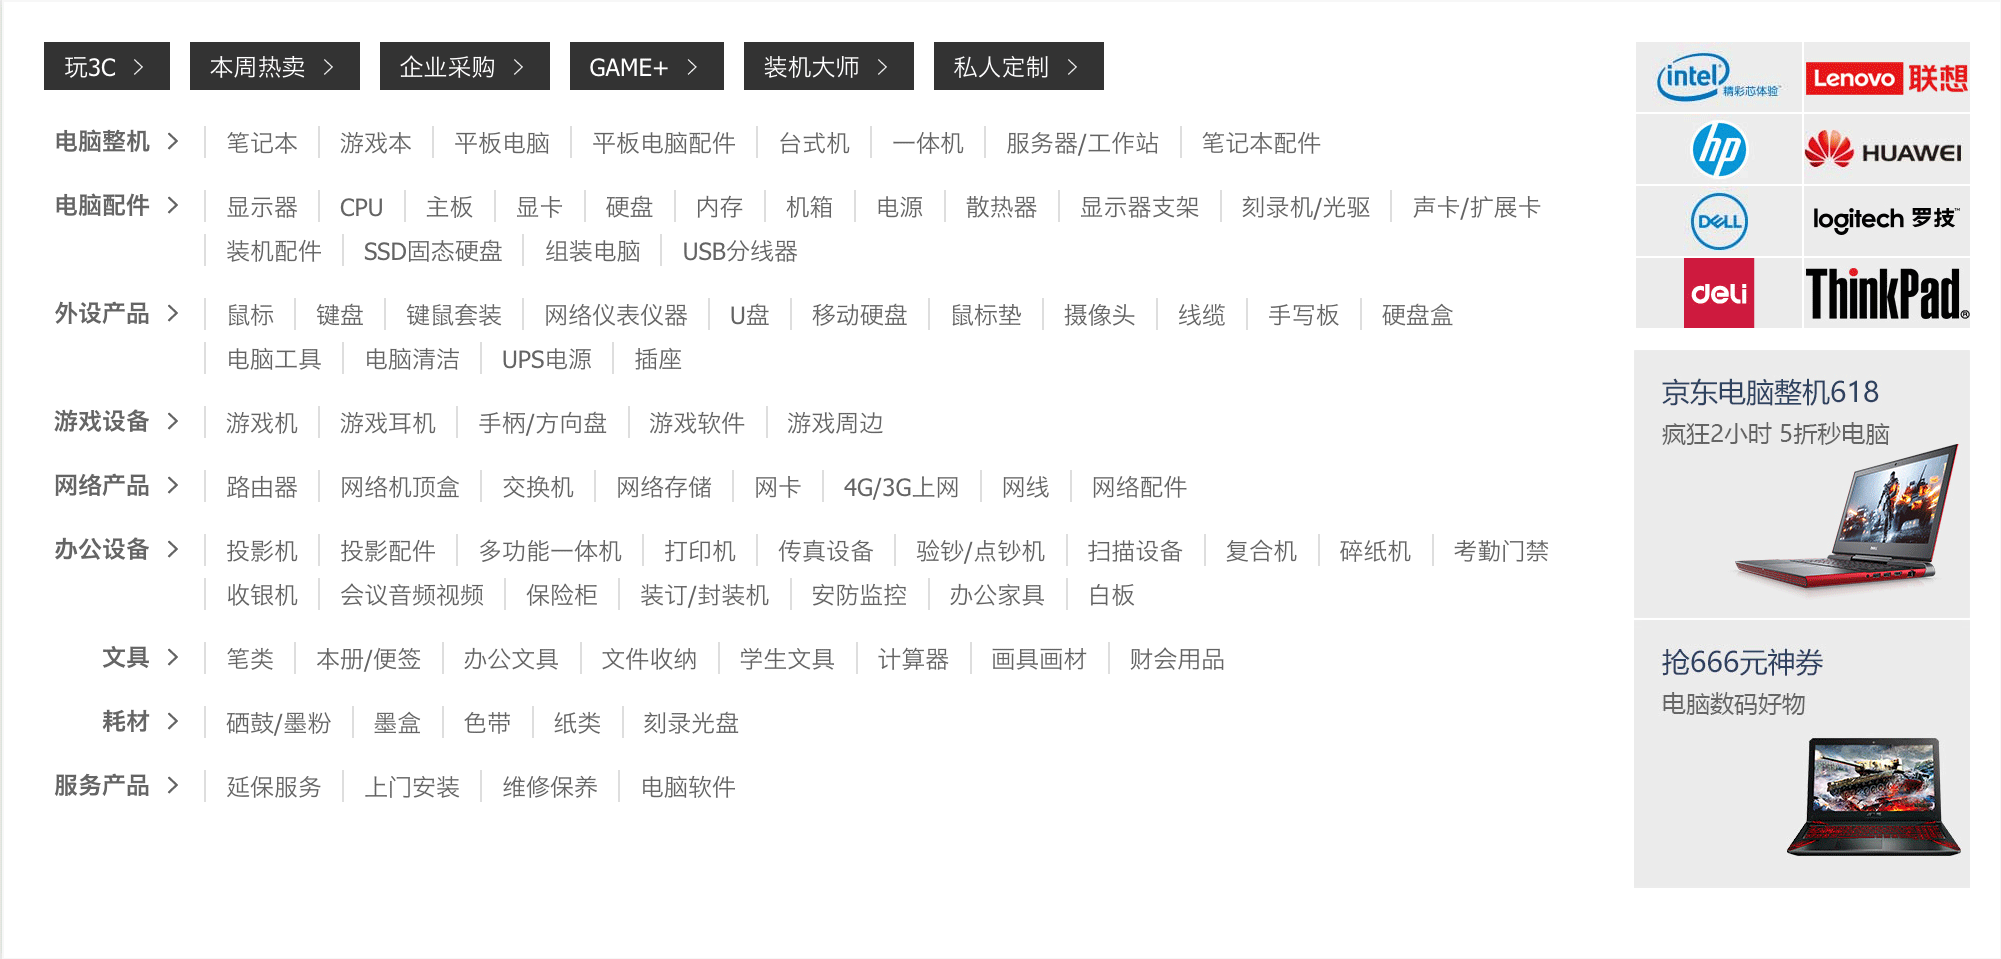 玩3C > 本周热卖 > 企业采购 > GAME+ > 装机大师 > 私人定制 >
电脑整机 > 笔记本 游戏本 平板电脑 平板电脑配件 台式机 一体机 服务器/工作站 笔记本配件
电脑配件 > 显示器 CPU 主板 显卡 硬盘 内存 机箱 电源 散热器 显示器支架 刻录机/光驱 声卡/扩展卡
装机配件 SSD固态硬盘 组装电脑 USB分线器
外设产品 > 鼠标 键盘 键鼠套装 网络仪表仪器 U盘 移动硬盘 鼠标垫 摄像头 线缆 手写板 硬盘盒
电脑工具 电脑清洁 UPS电源 插座
游戏设备 > 游戏机 游戏耳机 手柄/方向盘 游戏软件 游戏周边
网络产品 > 路由器 网络机顶盒 交换机 网络存储 网卡 4G/3G上网 网线 网络配件
办公设备 > 投影机 投影配件 多功能一体机 打印机 传真设备 验钞/点钞机 扫描设备 复合机 碎纸机 考勤门禁
收银机 会议音频视频 保险柜 装订/封装机 安防监控 办公家具 白板
文具 > 笔类 本册/便签 办公文具 文件收纳 学生文具 计算器 画具画材 财会用品
耗材 > 硒鼓/墨粉 墨盒 色带 纸类 刻录光盘
服务产品 > 延保服务 上门安装 维修保养 电脑软件
intel 精彩芯体验™ Lenovo 联想
hp HUAWEI
DELL logitech 罗技™
deli ThinkPad®
京东电脑整机618
疯狂2小时 5折秒电脑
抢666元神券
电脑数码好物